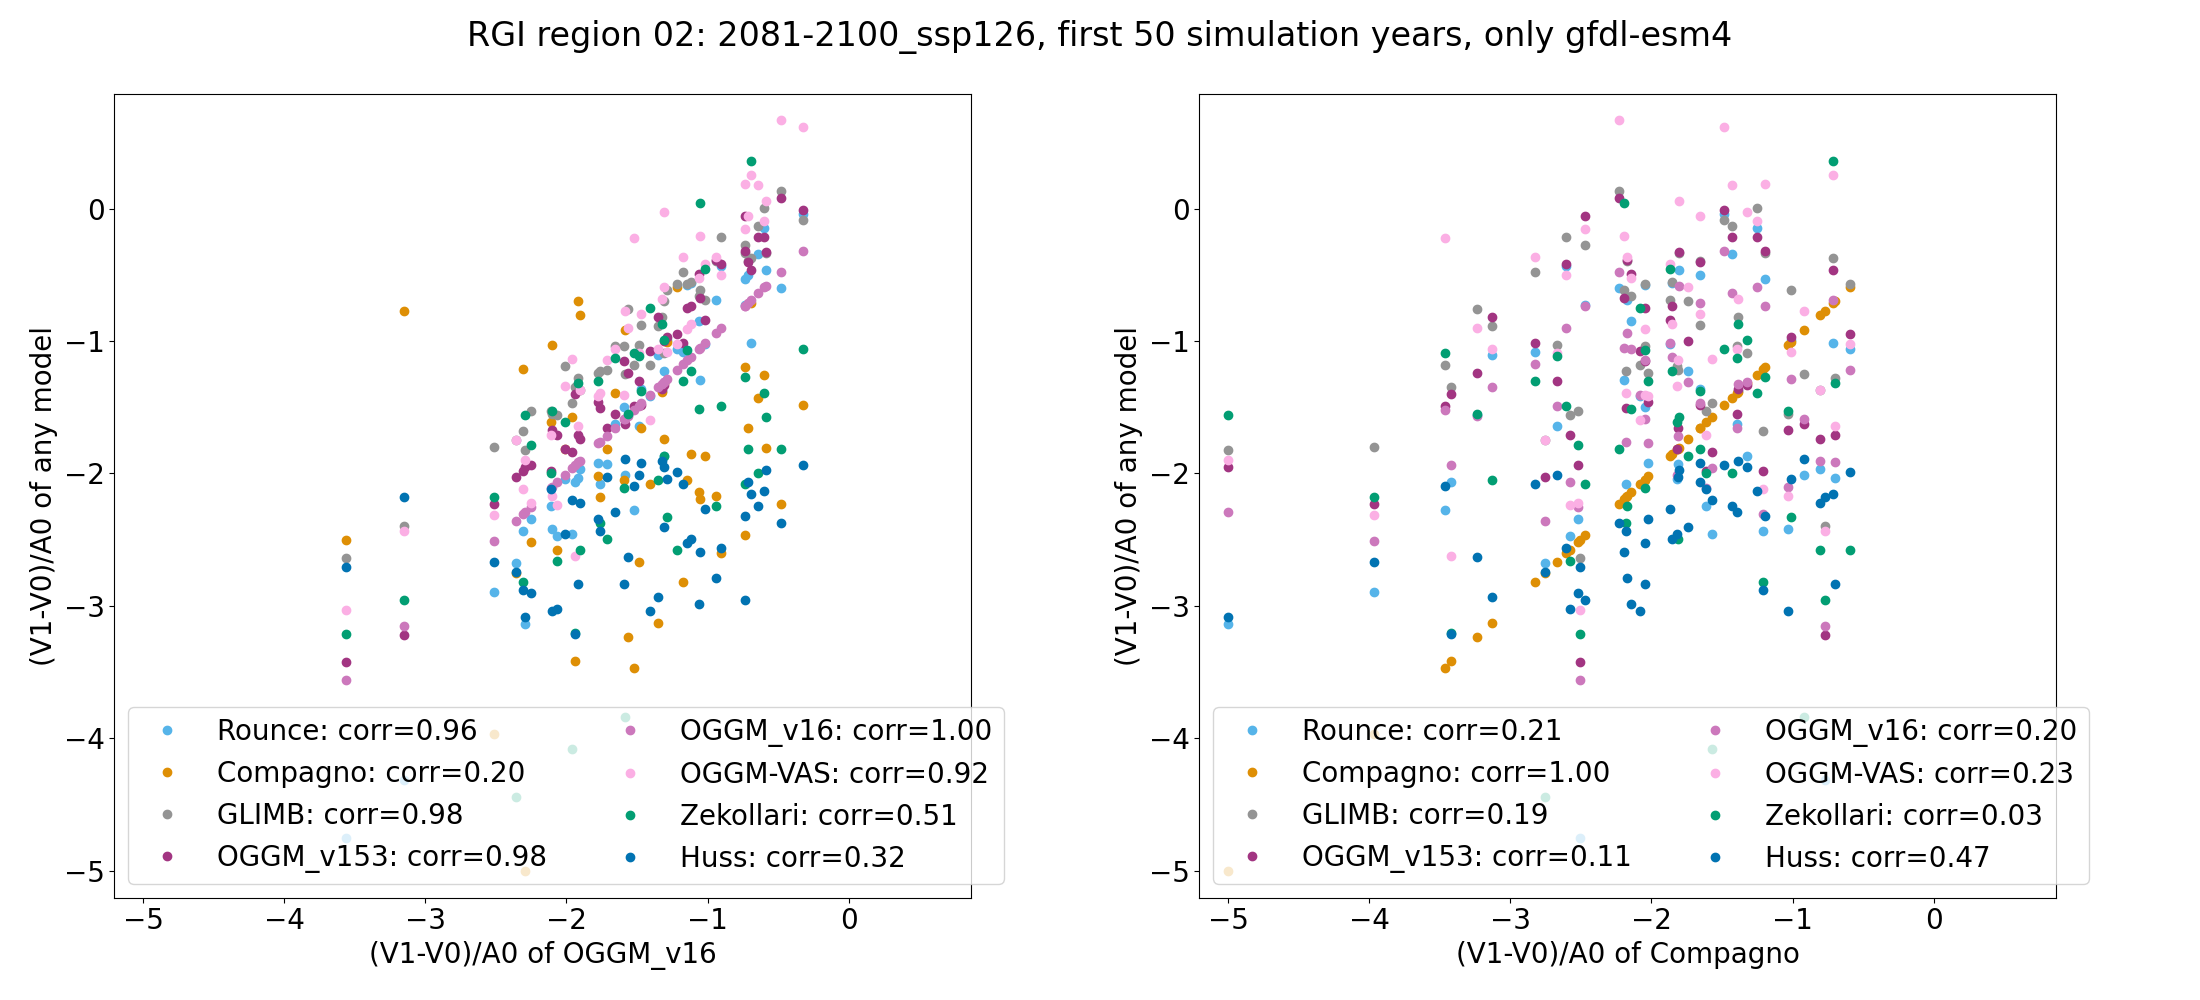 RGI region 02: 2081-2100_ssp126, first 50 simulation years, only gfdl-esm4
(V1-V0)/A0 of any model
0
−1
−2
−3
−4
−5
Rounce: corr=0.96
Compagno: corr=0.20
GLIMB: corr=0.98
OGGM_v153: corr=0.98
OGGM_v16: corr=1.00
OGGM-VAS: corr=0.92
Zekollari: corr=0.51
Huss: corr=0.32
−5 −4 −3 −2 −1 0
(V1-V0)/A0 of OGGM_v16
(V1-V0)/A0 of any model
0
−1
−2
−3
−4
−5
Rounce: corr=0.21
Compagno: corr=1.00
GLIMB: corr=0.19
OGGM_v153: corr=0.11
OGGM_v16: corr=0.20
OGGM-VAS: corr=0.23
Zekollari: corr=0.03
Huss: corr=0.47
−5 −4 −3 −2 −1 0
(V1-V0)/A0 of Compagno